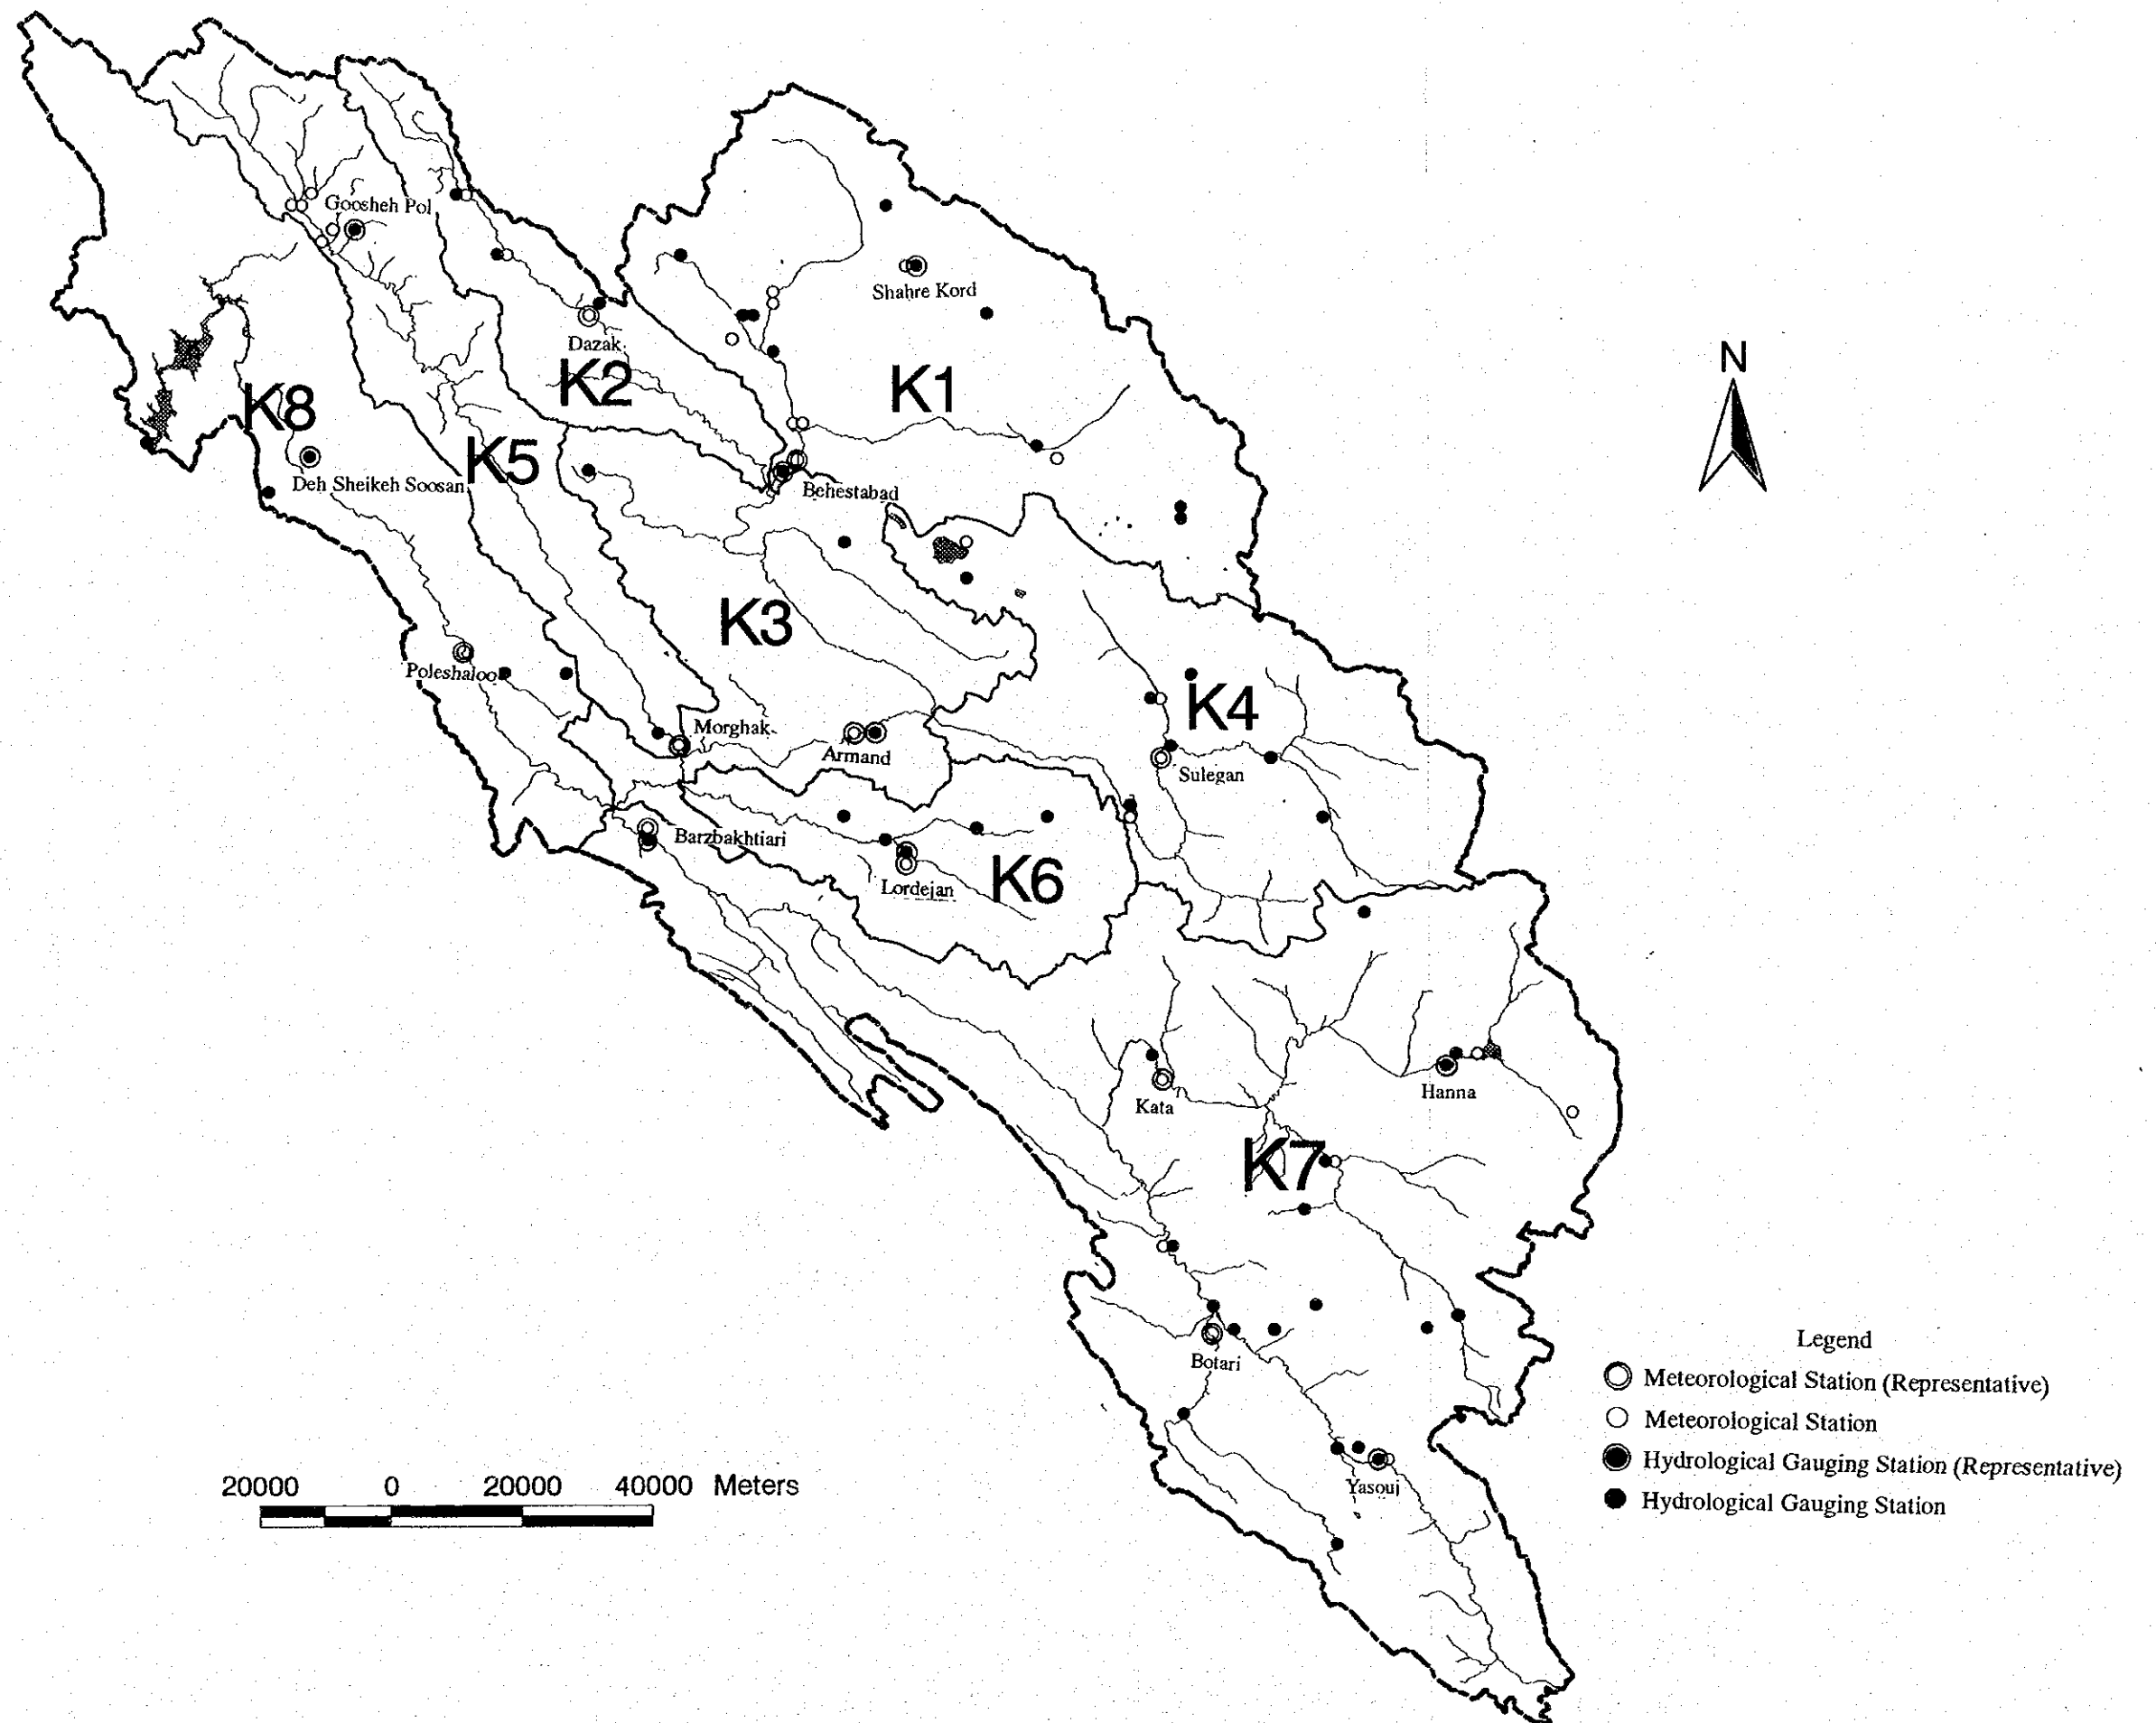 Goosheh Pol
Shahre Kord
Dazak
K2
K1
N
K8
K5
Deh Sheikeh Soosan
Behestabad
K3
Poleshaloo
K4
Morghak
Armand
Sulegan
Barzbakhtiari
Lordejan
K6
Kata
Hanna
K7
Botari
Yasouj
Legend
Meteorological Station (Representative)
Meteorological Station
Hydrological Gauging Station (Representative)
Hydrological Gauging Station
20000 0 20000 40000 Meters